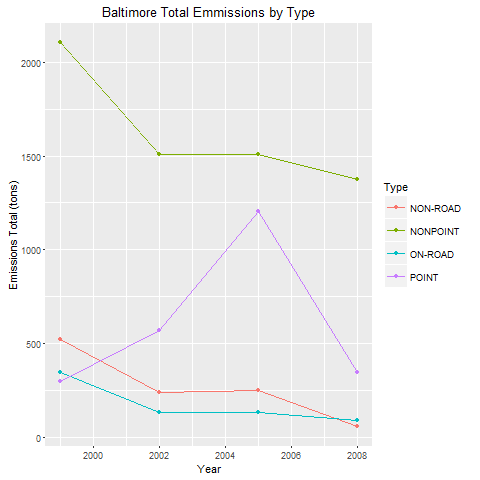 Baltimore Total Emmissions by Type
2000
1500
1000
500
0
Emissions Total (tons)
2000 2002 2004 2006 2008
Year
Type
NON-ROAD
NONPOINT
ON-ROAD
POINT